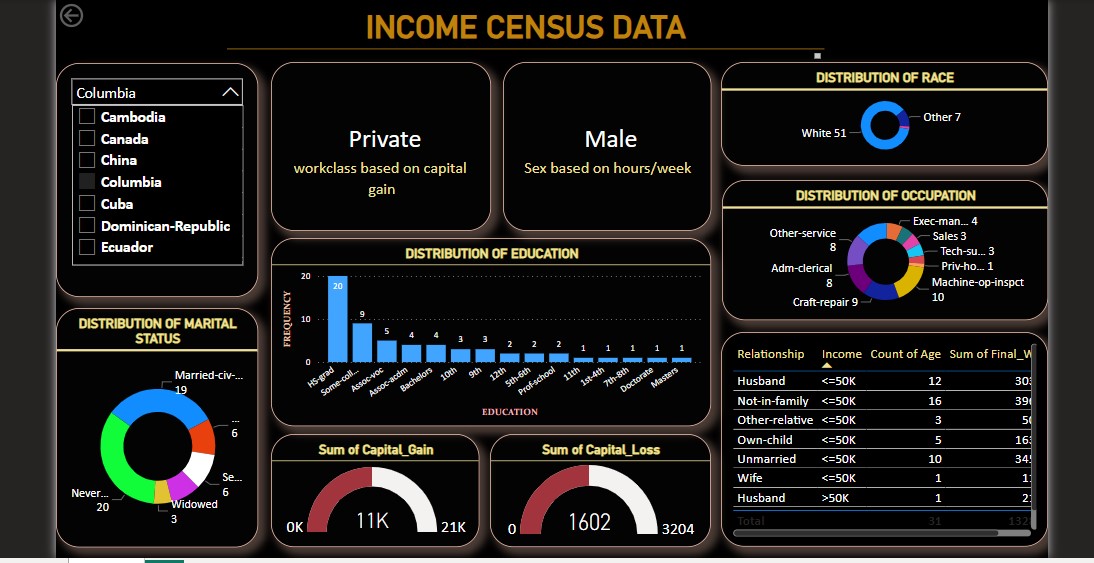 INCOME CENSUS DATA
Columbia
Cambodia
Canada
China
Columbia
Cuba
Dominican-Republic
Ecuador
Private
workclass based on capital
gain
Male
Sex based on hours/week
DISTRIBUTION OF RACE
White 51
Other 7
DISTRIBUTION OF OCCUPATION
Exec-man... 4
Sales 3
Tech-su... 3
Priv-ho... 1
Machine-op-inspct
10
Craft-repair 9
Adm-clerical
8
Other-service
8
DISTRIBUTION OF EDUCATION
FREQUENCY
20
10
0
20
9
5
4
4
3
3
2
2
2
1
1
1
1
1
HS-grad
Some-coll...
Assoc-voc
Assoc-acdm
Bachelors
10th
9th
12th
5th-6th
Prof-school
11th
1st-4th
7th-8th
Doctorate
Masters
EDUCATION
DISTRIBUTION OF MARITAL
STATUS
Married-civ-...
19
...
6
Se...
6
Widowed
3
Never...
20
Sum of Capital_Gain
0K
11K
21K
Sum of Capital_Loss
0
1602
3204
Relationship Income Count of Age Sum of Final_W
Husband <=50K 12 303
Not-in-family <=50K 16 396
Other-relative <=50K 3 50
Own-child <=50K 5 163
Unmarried <=50K 10 345
Wife <=50K 1 11
Husband >50K 1 21
Total 31 132